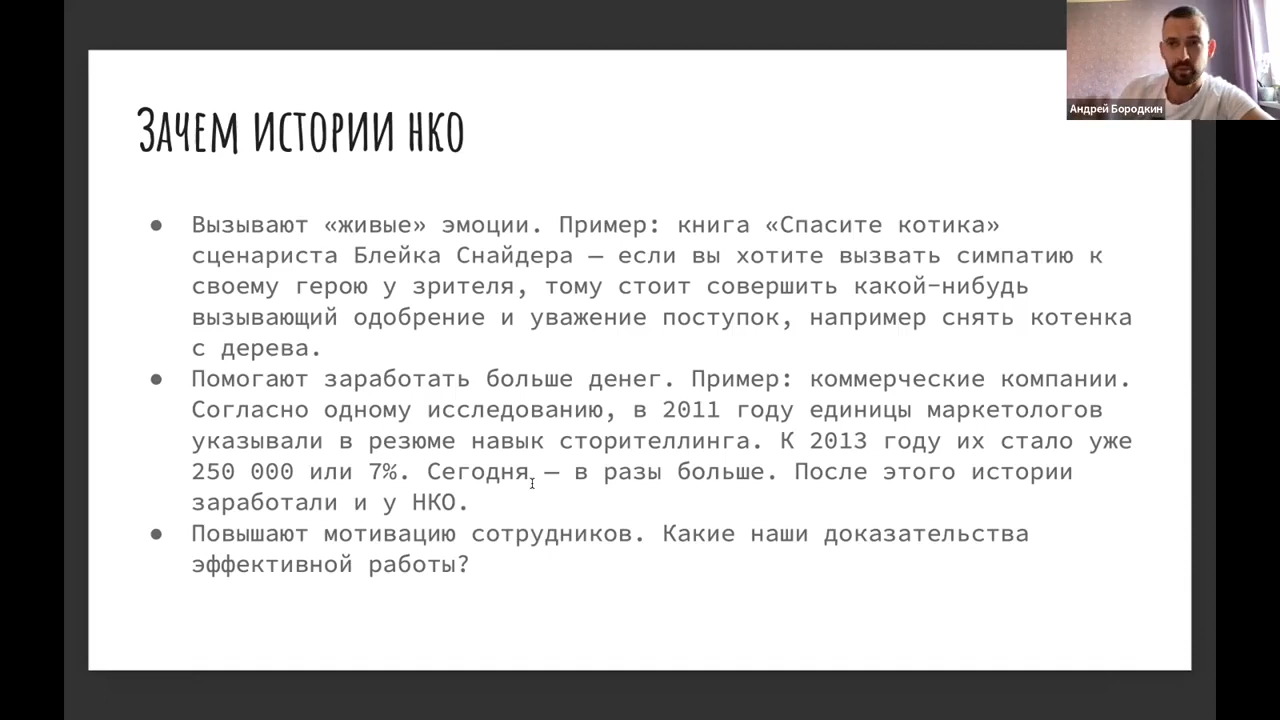 Андрей Бородкин
Зачем истории нко
● Вызывают «живые» эмоции. Пример: книга «Спасите котика»
сценариста Блейка Снайдера — если вы хотите вызвать симпатию к
своему герою у зрителя, тому стоит совершить какой-нибудь
вызывающий одобрение и уважение поступок, например снять котенка
с дерева.
● Помогают заработать больше денег. Пример: коммерческие компании.
Согласно одному исследованию, в 2011 году единицы маркетологов
указывали в резюме навык сторителлинга. К 2013 году их стало уже
250 000 или 7%. Сегодня — в разы больше. После этого истории
заработали и у НКО.
● Повышают мотивацию сотрудников. Какие наши доказательства
эффективной работы?